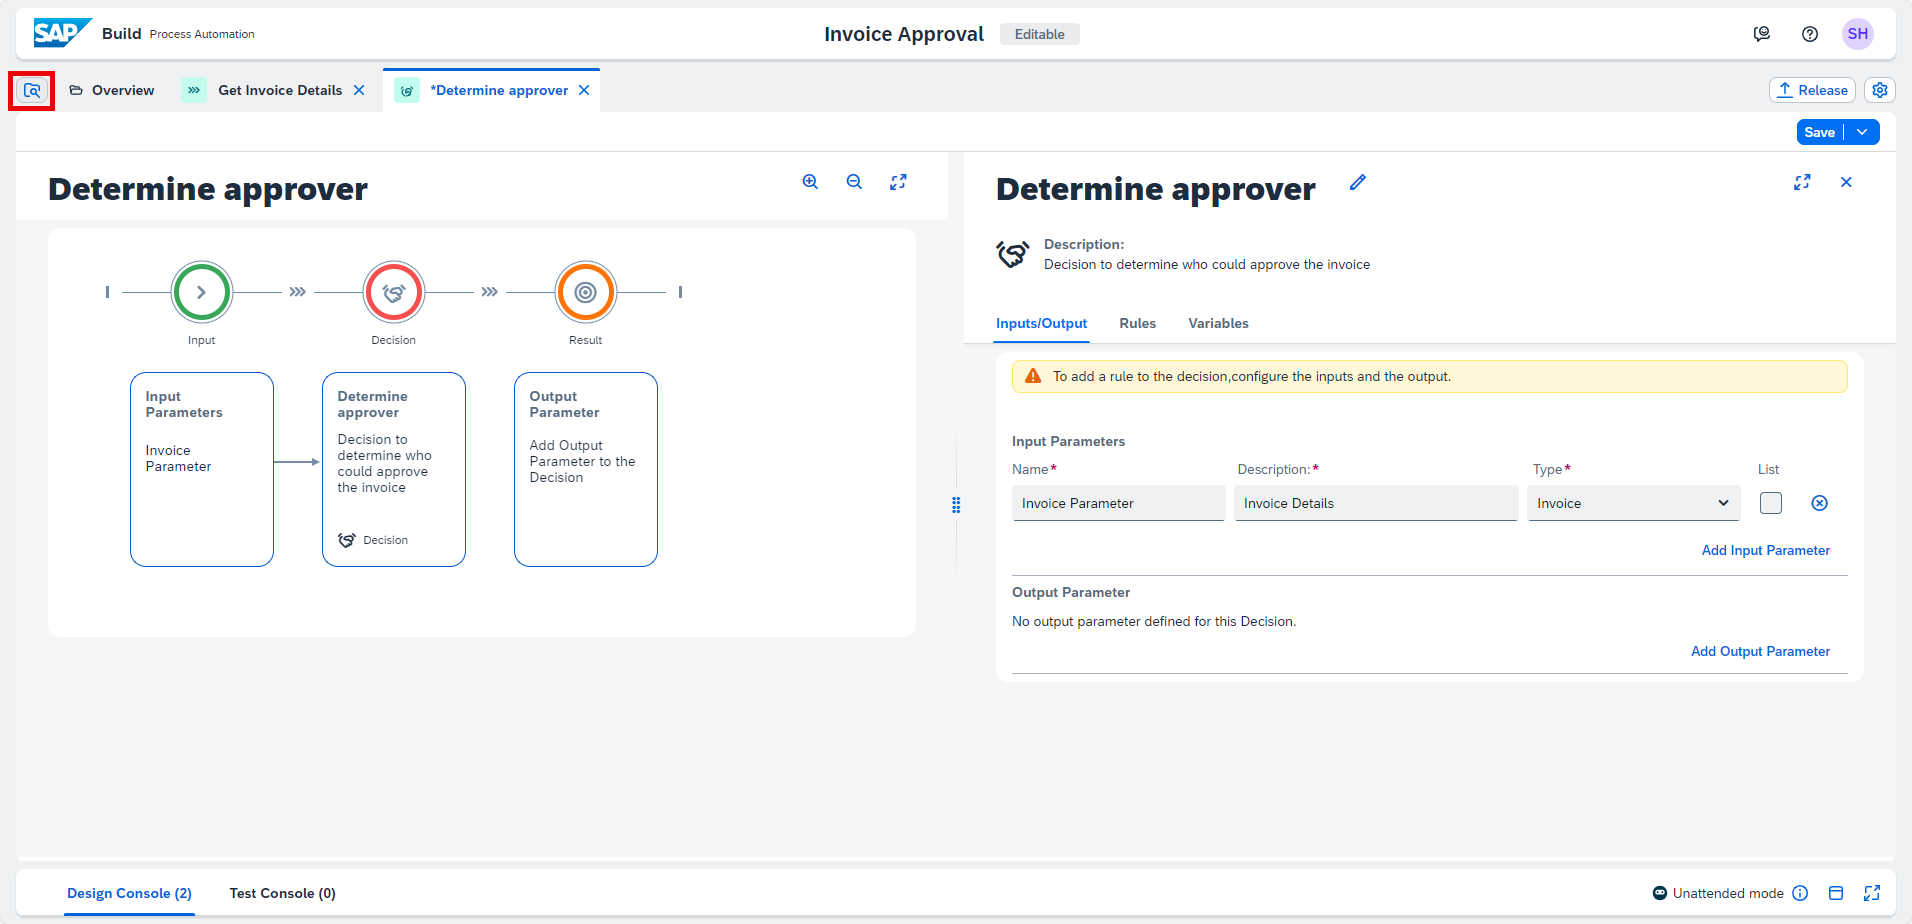 SAP Build Process Automation
Invoice Approval Editable
SH
Overview
Get Invoice Details
*Determine approver
Release
Save
Determine approver
Input
Decision
Result
Input
Parameters
Invoice
Parameter
Determine
approver
Decision to
determine who
could approve
the invoice
Decision
Output
Parameter
Add Output
Parameter to the
Decision
Determine approver
Description:
Decision to determine who could approve the invoice
Inputs/Output Rules Variables
To add a rule to the decision,configure the inputs and the output.
Input Parameters
Name* Description:* Type* List
Invoice Parameter Invoice Details Invoice
Add Input Parameter
Output Parameter
No output parameter defined for this Decision.
Add Output Parameter
Design Console (2) Test Console (0)
Unattended mode